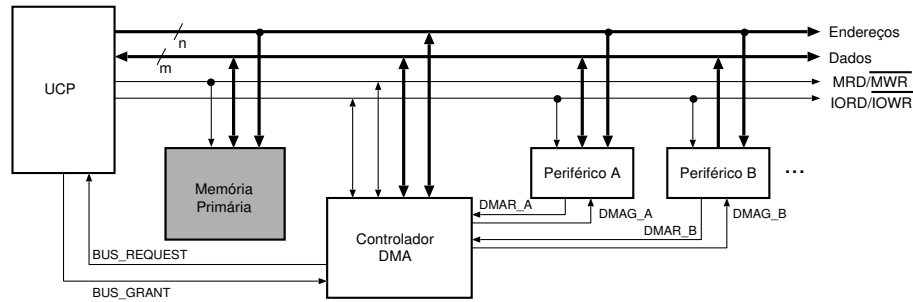 n
Endereços
m
Dados
UCP
MRD/MWR
IORD/IOWR
Memória
Primária
Periférico A
Periférico B
...
DMAR_A
DMAG_A
DMAR_B
DMAG_B
Controlador
DMA
BUS_REQUEST
BUS_GRANT